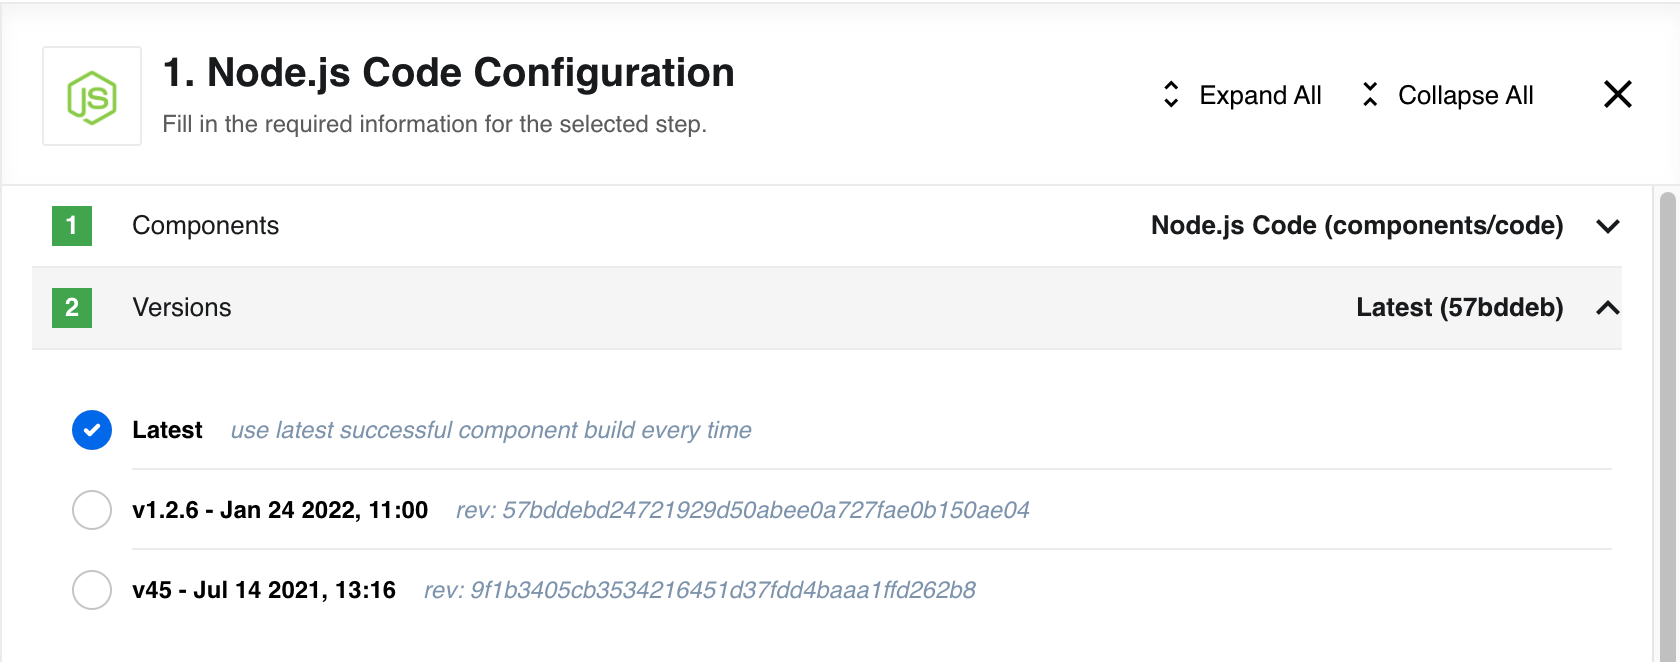 JS
1. Node.js Code Configuration
Fill in the required information for the selected step.
Expand All
Collapse All
1 Components Node.js Code (components/code)
2 Versions Latest (57bddeb)
Latest use latest successful component build every time
v1.2.6 - Jan 24 2022, 11:00 rev: 57bddebd24721929d50abee0a727fae0b150ae04
v45 - Jul 14 2021, 13:16 rev: 9f1b3405cb3534216451d37fdd4baaa1ffd262b8